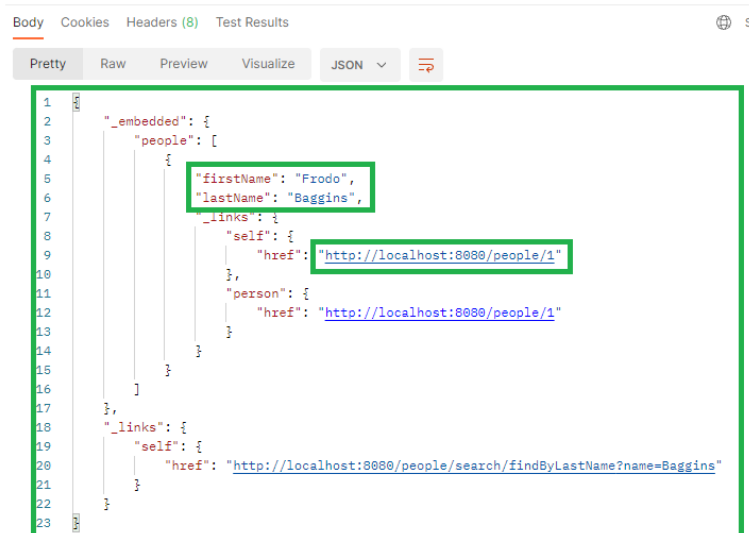 Body Cookies Headers (8) Test Results
Pretty Raw Preview Visualize JSON
1 {
2 "_embedded": {
3 "people": [
4 {
5 "firstName": "Frodo",
6 "lastName": "Baggins",
7 "_links": {
8 "self": {
9 "href": "http://localhost:8080/people/1"
10 },
11 "person": {
12 "href": "http://localhost:8080/people/1"
13 }
14 }
15 }
16 ]
17 },
18 "_links": {
19 "self": {
20 "href": "http://localhost:8080/people/search/findByLastName?name=Baggins"
21 }
22 }
23 }